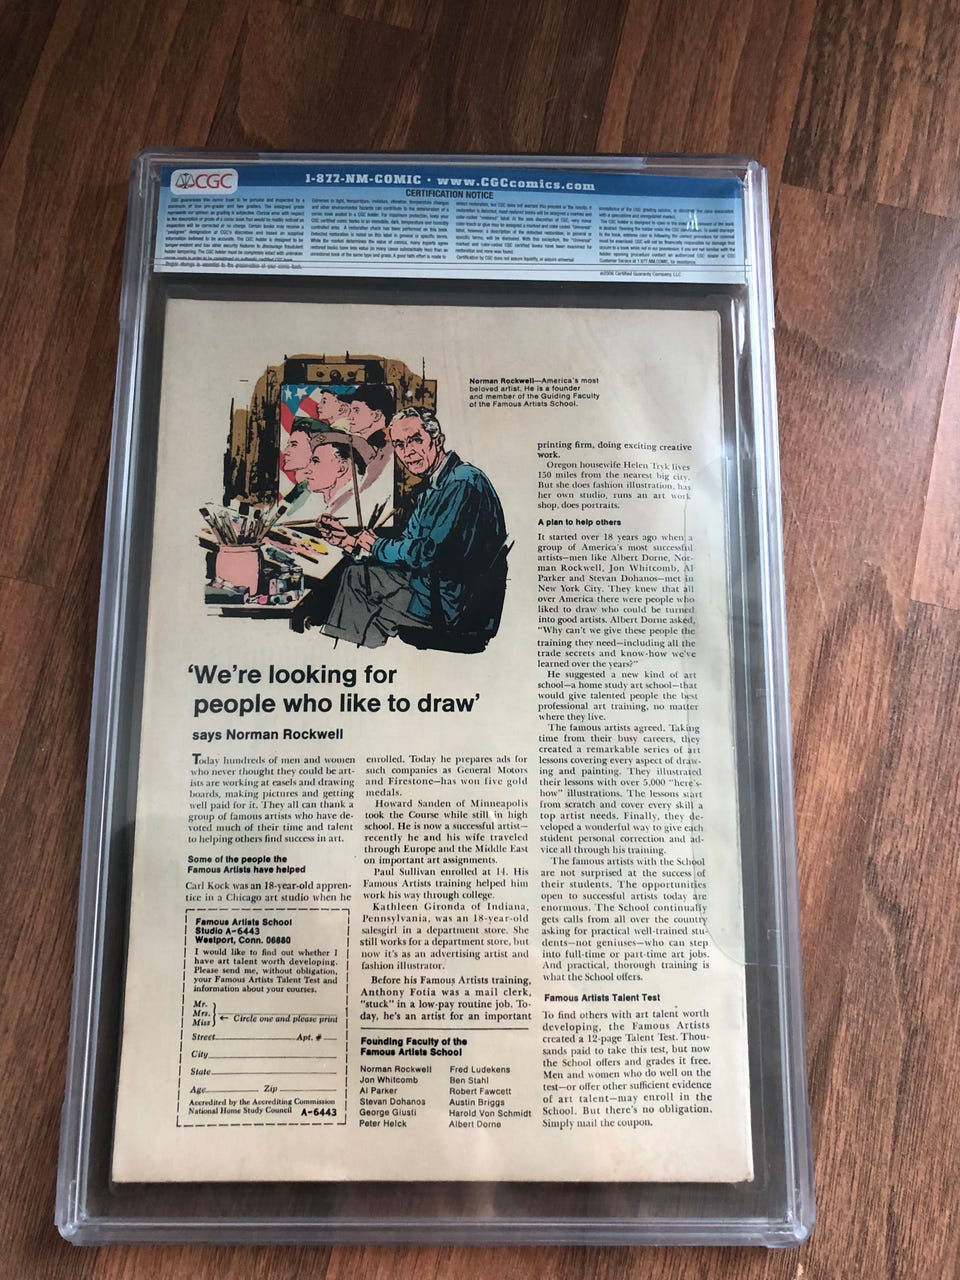 CGC
1-877-NM-COMIC · www.CGCcomics.com
CERTIFICATION NOTICE
©2006 Certified Guaranty Company, LLC
Norman Rockwell—America's most
beloved artist. He is a founder
and member of the Guiding Faculty
of the Famous Artists School.
'We're looking for
people who like to draw'
says Norman Rockwell
Today hundreds of men and women
who never thought they could be art-
ists are working at easels and drawing
boards, making pictures and getting
well paid for it. They all can thank a
group of famous artists who have de-
voted much of their time and talent
to helping others find success in art.
Some of the people the
Famous Artists have helped
Carl Kock was an 18-year-old appren-
tice in a Chicago art studio when he
Famous Artists School
Studio A-6443
Westport, Conn. 06880
I would like to find out whether I
have art talent worth developing.
Please send me, without obligation,
your Famous Artists Talent Test and
information about your courses.
Mr.
Mrs.
Miss
← Circle one and please print
Street Apt. #
City
State
Age Zip
Accredited by the Accrediting Commission
National Home Study Council A-6443
enrolled. Today he prepares ads for
such companies as General Motors
and Firestone—has won five gold
medals.
Howard Sanden of Minneapolis
took the Course while still in high
school. He is now a successful artist—
recently he and his wife traveled
through Europe and the Middle East
on important art assignments.
Paul Sullivan enrolled at 14. His
Famous Artists training helped him
work his way through college.
Kathleen Gironda of Indiana,
Pennsylvania, was an 18-year-old
salesgirl in a department store. She
still works for a department store, but
now it's as an advertising artist and
fashion illustrator.
Before his Famous Artists training,
Anthony Fotia was a mail clerk,
"stuck" in a low-pay routine job. To-
day, he's an artist for an important
Founding Faculty of the
Famous Artists School
Norman Rockwell
Jon Whitcomb
Al Parker
Stevan Dohanos
George Giusti
Peter Helck
Fred Ludekens
Ben Stahl
Robert Fawcett
Austin Briggs
Harold Von Schmidt
Albert Dorne
printing firm, doing exciting creative
work.
Oregon housewife Helen Tryk lives
150 miles from the nearest big city.
But she does fashion illustration, has
her own studio, runs an art work
shop, does portraits.
A plan to help others
It started over 18 years ago when a
group of America's most successful
artists—men like Albert Dorne, Nor-
man Rockwell, Jon Whitcomb, Al
Parker and Stevan Dohanos—met in
New York City. They knew that all
over America there were people who
liked to draw who could be turned
into good artists. Albert Dorne asked,
"Why can't we give these people the
training they need—including all the
trade secrets and know-how we've
learned over the years?"
He suggested a new kind of art
school—a home study art school—that
would give talented people the best
professional art training, no matter
where they live.
The famous artists agreed. Taking
time from their busy careers, they
created a remarkable series of art
lessons covering every aspect of draw-
ing and painting. They illustrated
their lessons with over 5,000 "here's-
how" illustrations. The lessons start
from scratch and cover every skill a
top artist needs. Finally, they de-
veloped a wonderful way to give each
student personal correction and ad-
vice all through his training.
The famous artists with the School
are not surprised at the success of
their students. The opportunities
open to successful artists today are
enormous. The School continually
gets calls from all over the country
asking for practical well-trained stu-
dents—not geniuses—who can step
into full-time or part-time art jobs.
And practical, thorough training is
what the School offers.
Famous Artists Talent Test
To find others with art talent worth
developing, the Famous Artists
created a 12-page Talent Test. Thou-
sands paid to take this test, but now
the School offers and grades it free.
Men and women who do well on the
test—or offer other sufficient evidence
of art talent—may enroll in the
School. But there's no obligation.
Simply mail the coupon.